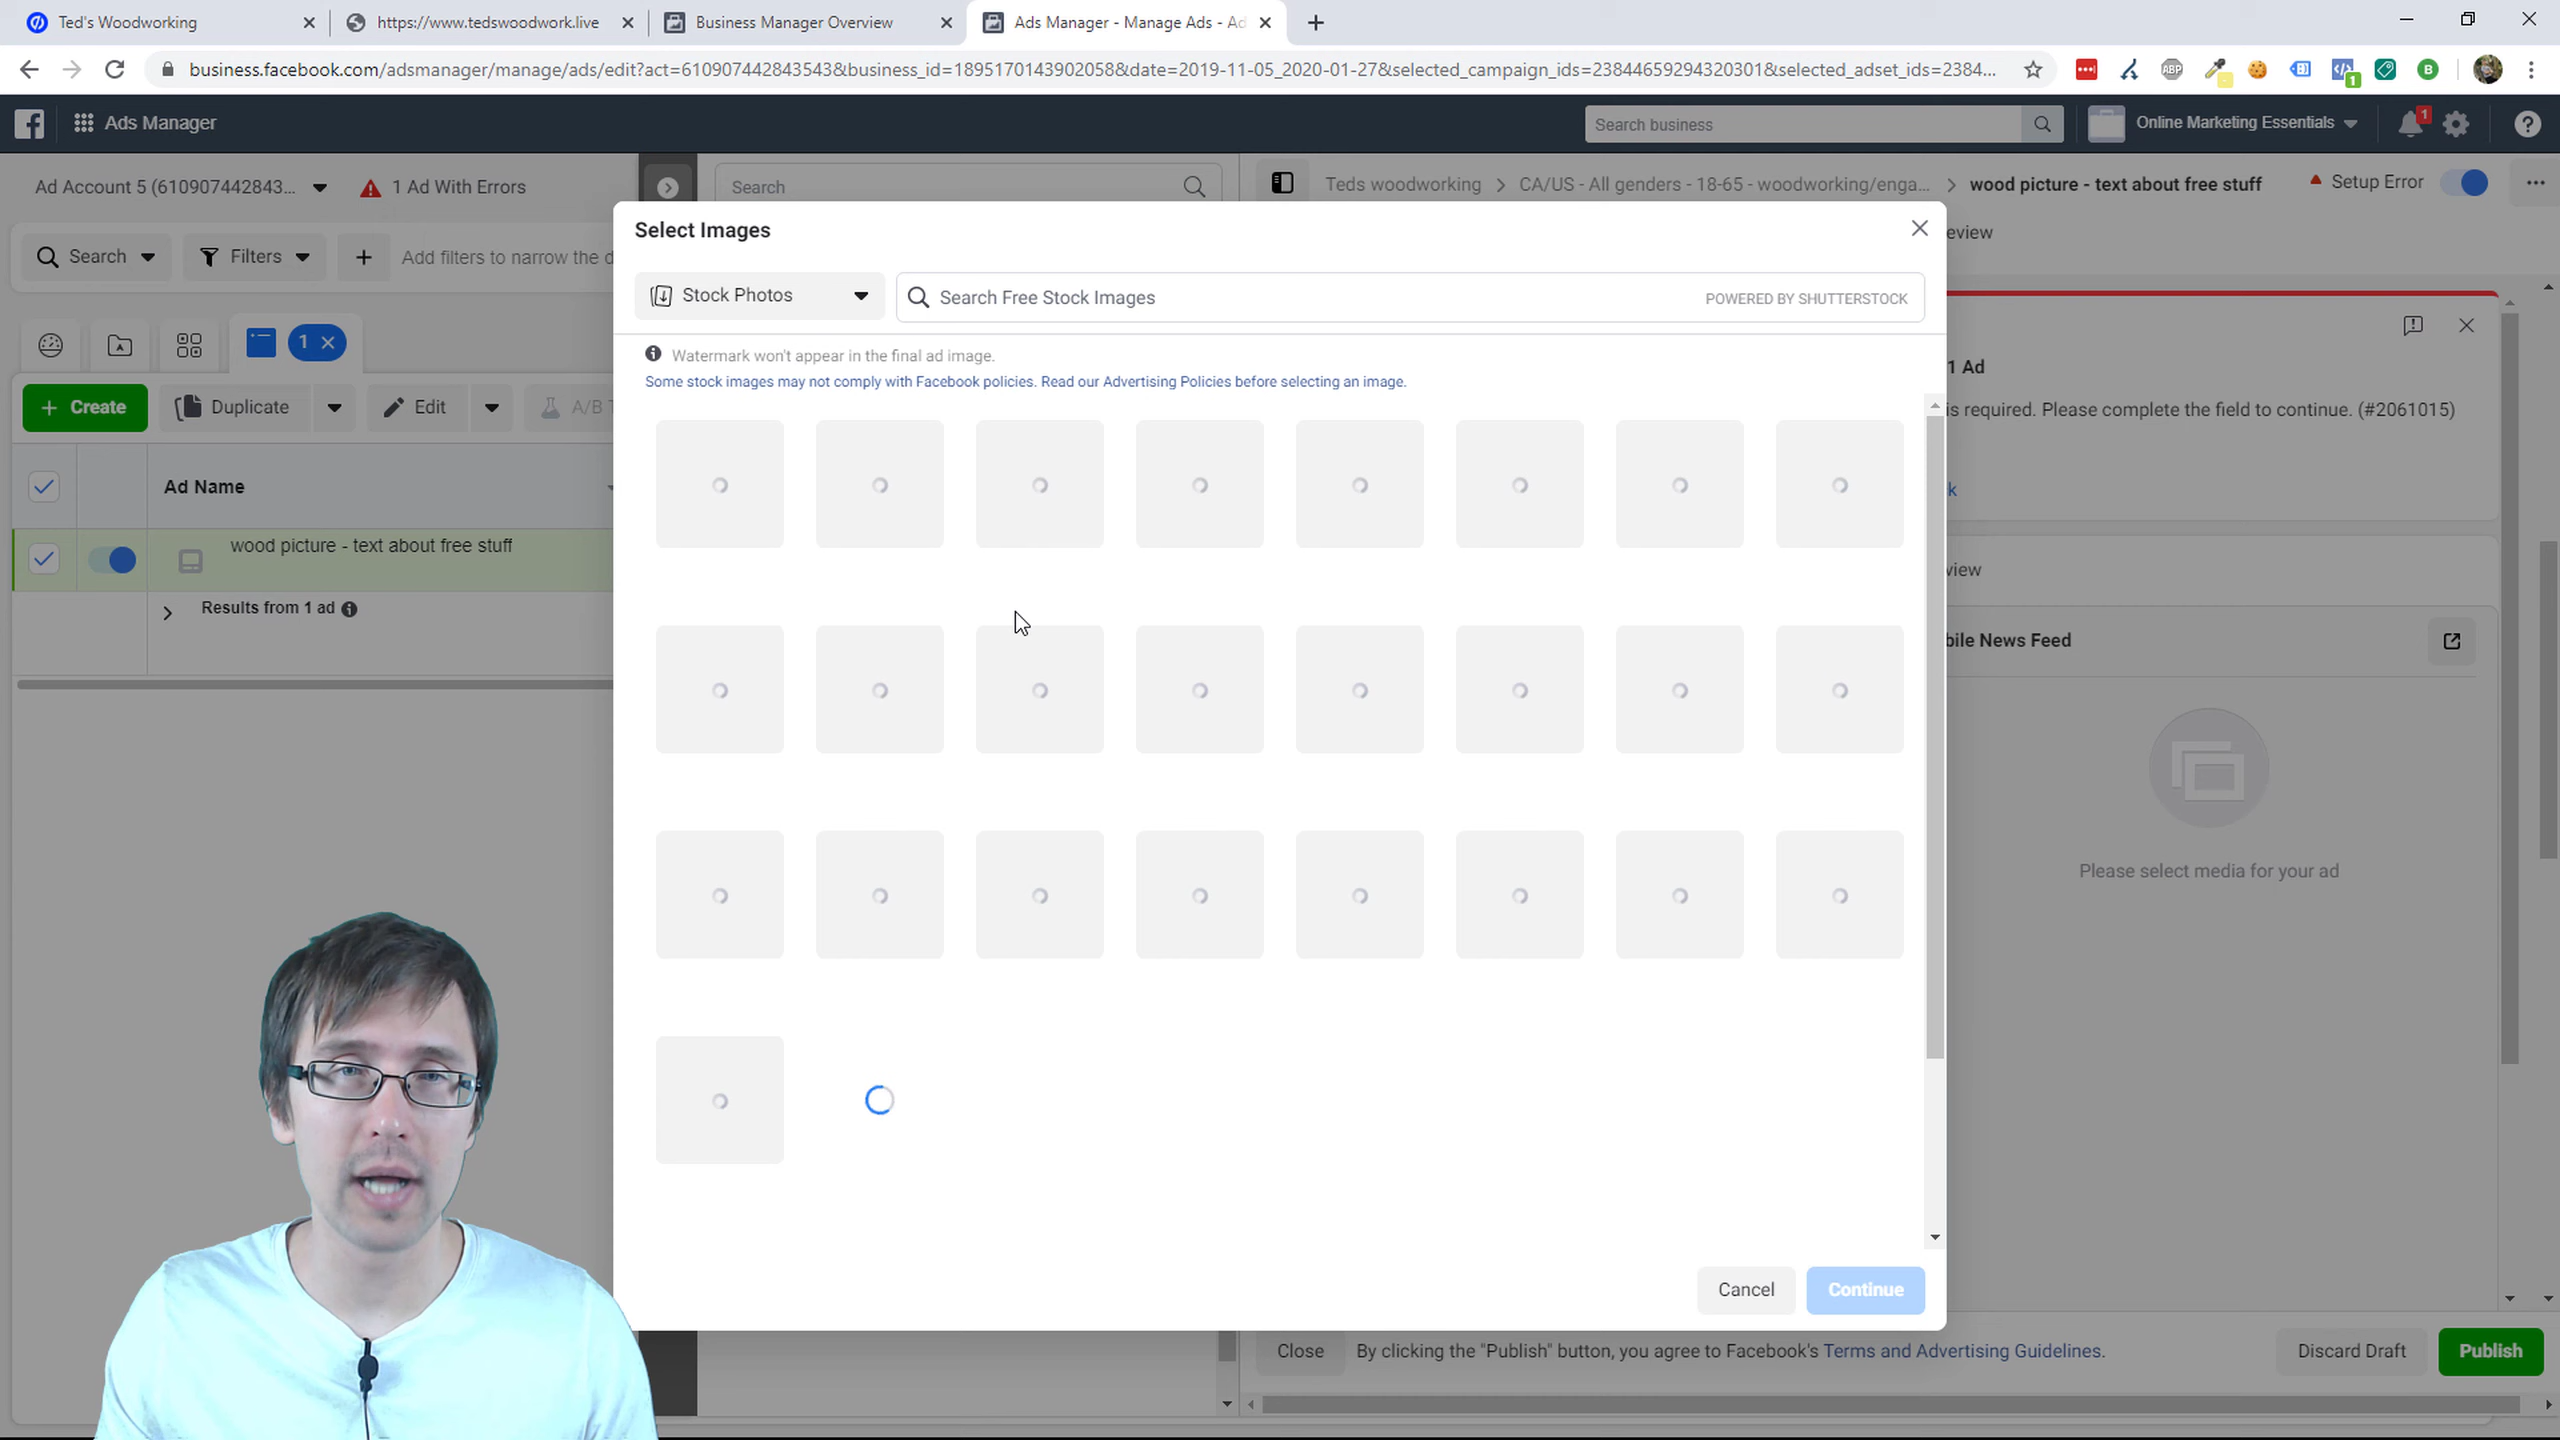 Ted's Woodworking
https://www.tedswoodwork.live
Business Manager Overview
Ads Manager - Manage Ads - Ad
business.facebook.com/adsmanager/manage/ads/edit?act=610907442843543&business_id=1895170143902058&date=2019-11-05_2020-01-27&selected_campaign_ids=23844659294320301&selected_adset_ids=2384...
ABP
1
B
Ads Manager
Search business
Online Marketing Essentials
1
Ad Account 5 (610907442843...
1 Ad With Errors
Search
Teds woodworking
CA/US - All genders - 18-65 - woodworking/enga...
wood picture - text about free stuff
Setup Error
Search
Filters
Add filters to narrow the d
Select Images
eview
Stock Photos
Search Free Stock Images
POWERED BY SHUTTERSTOCK
1
Watermark won't appear in the final ad image.
Some stock images may not comply with Facebook policies. Read our Advertising Policies before selecting an image.
1 Ad
is required. Please complete the field to continue. (#2061015)
Create
Duplicate
Edit
A/B T
Ad Name
k
wood picture - text about free stuff
view
Results from 1 ad
bile News Feed
Please select media for your ad
Cancel
Continue
Close
By clicking the "Publish" button, you agree to Facebook's Terms and Advertising Guidelines.
Discard Draft
Publish